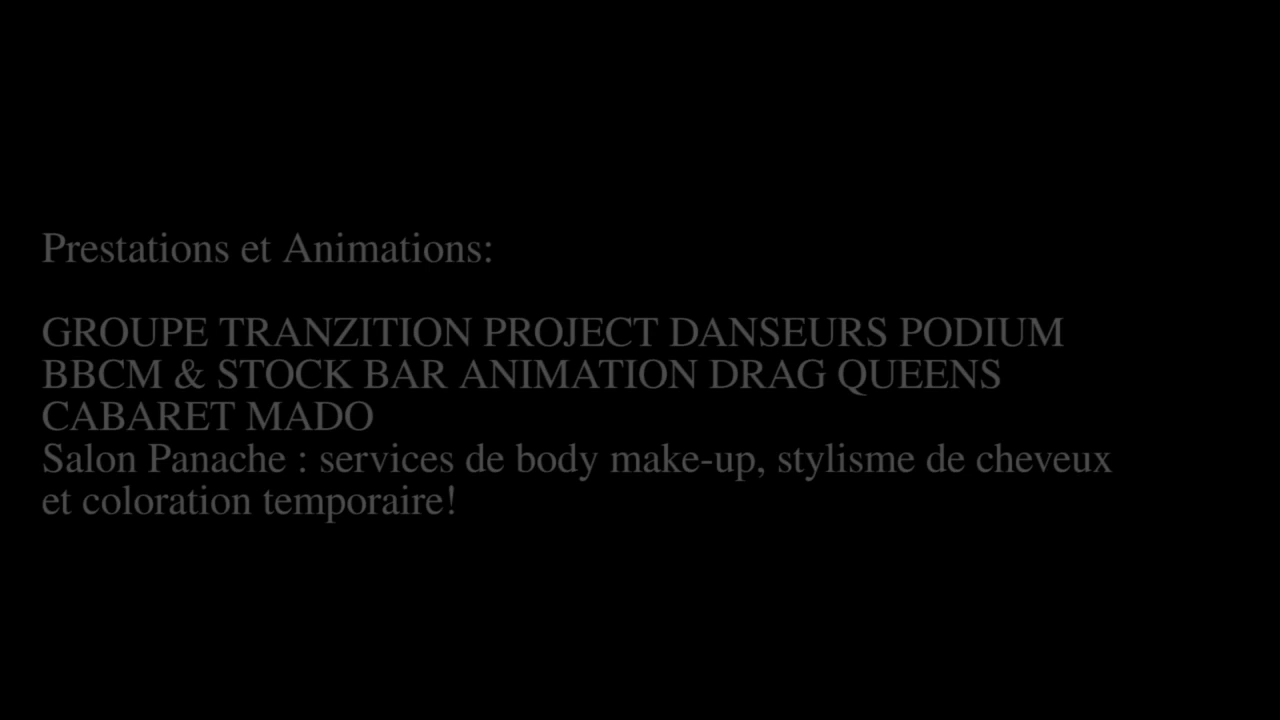 Prestations et Animations:
GROUPE TRANZITION PROJECT DANSEURS PODIUM
BBCM & STOCK BAR ANIMATION DRAG QUEENS
CABARET MADO
Salon Panache : services de body make-up, stylisme de cheveux
et coloration temporaire!